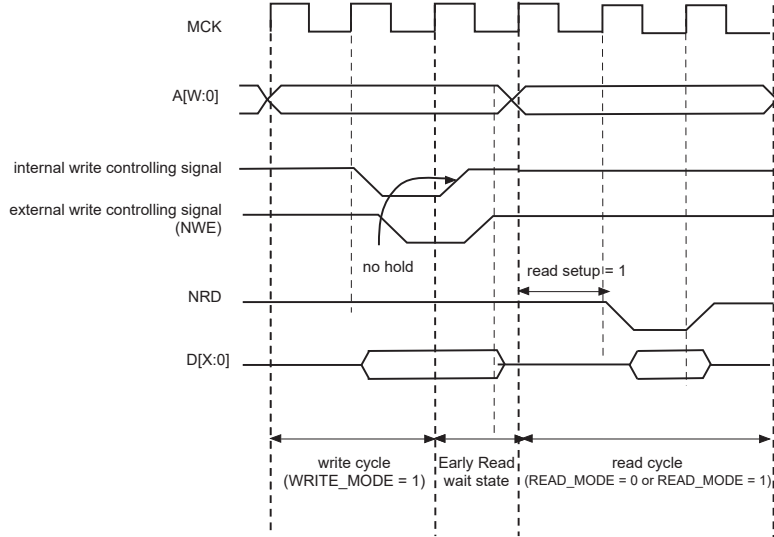 MCK
A[W:0]
internal write controlling signal
external write controlling signal
(NWE)
no hold
read setup = 1
NRD
D[X:0]
write cycle
(WRITE_MODE = 1)
Early Read
wait state
read cycle
(READ_MODE = 0 or READ_MODE = 1)